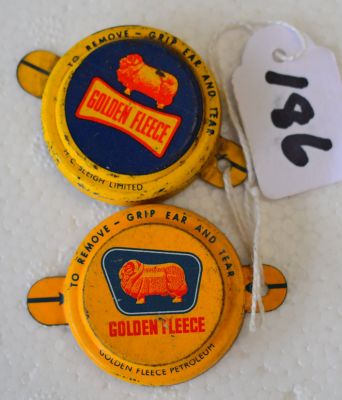 TO REMOVE - GRIP EAR AND TEAR
GOLDEN FLEECE
H.C. SLEIGH LIMITED
186
TO REMOVE - GRIP EAR AND TEAR
GOLDEN FLEECE
GOLDEN FLEECE PETROLEUM